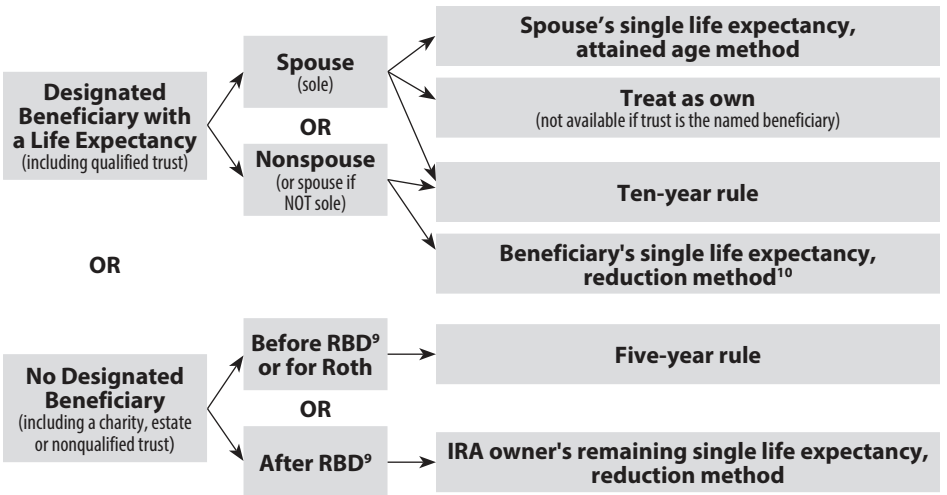 Designated
Beneficiary with
a Life Expectancy
(including qualified trust)
Spouse
(sole)
OR
Nonspouse
(or spouse if
NOT sole)
Spouse’s single life expectancy,
attained age method
Treat as own
(not available if trust is the named beneficiary)
Ten-year rule
Beneficiary's single life expectancy,
reduction method¹⁰
OR
No Designated
Beneficiary
(including a charity, estate
or nonqualified trust)
Before RBD⁹
or for Roth
OR
After RBD⁹
Five-year rule
IRA owner's remaining single life expectancy,
reduction method